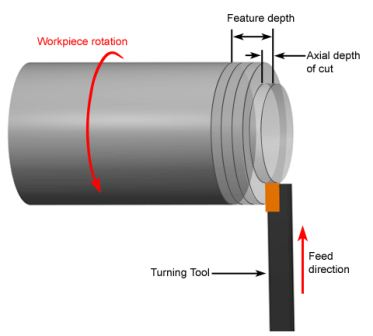 Feature depth
Workpiece rotation
Axial depth
of cut
Feed
direction
Turning Tool